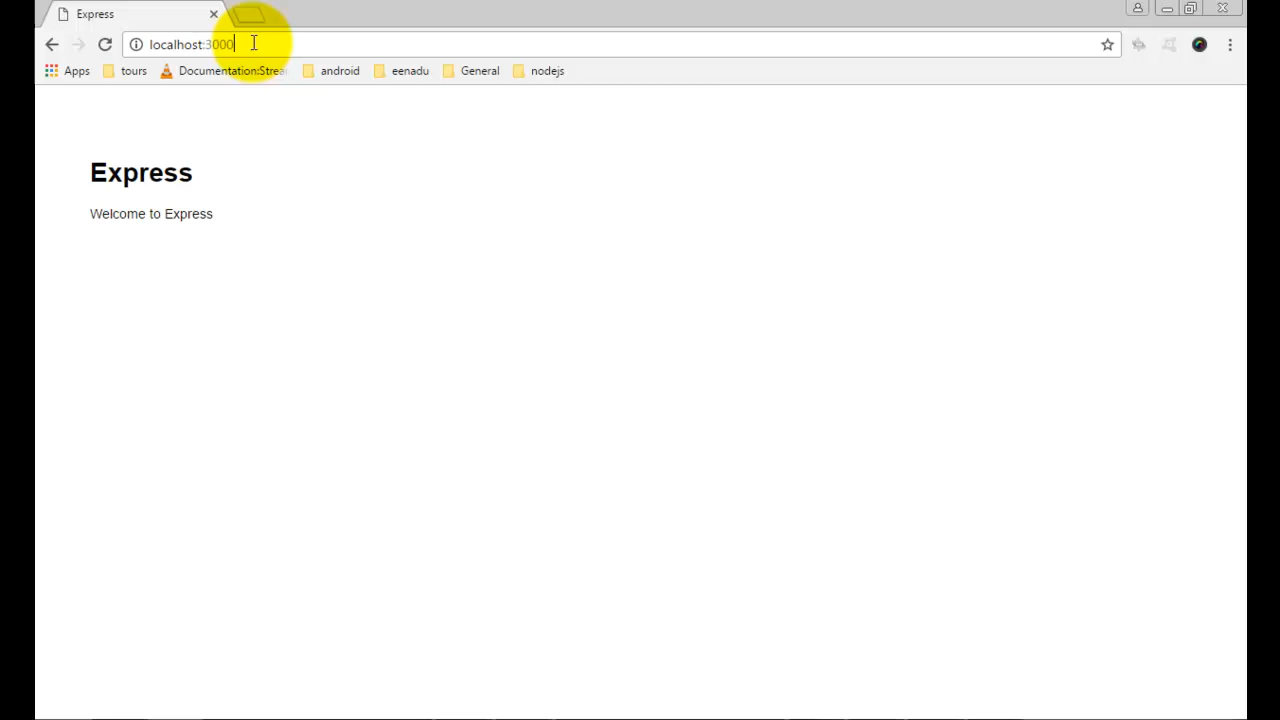 Express
localhost:3000
Apps tours Documentation:Strea android eenadu General nodejs
Express
Welcome to Express